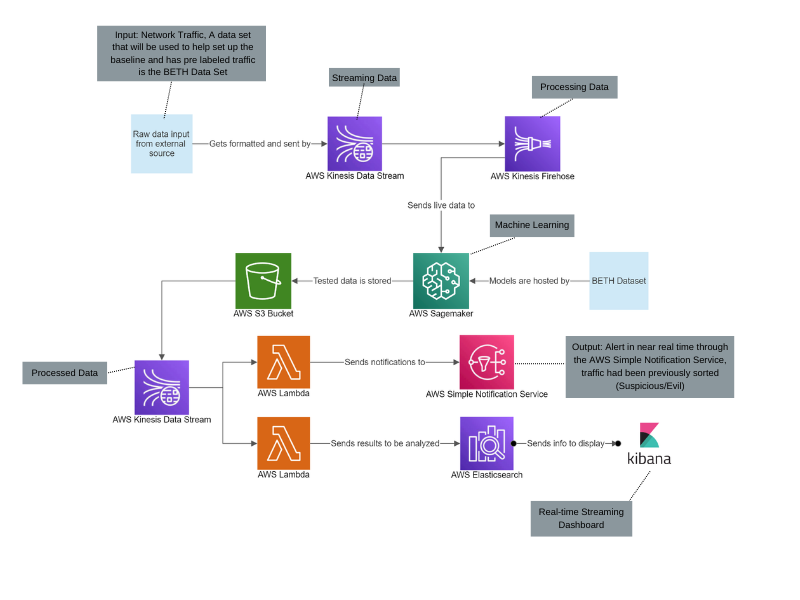 Input: Network Traffic, A data set
that will be used to help set up the
baseline and has pre labeled traffic
is the BETH Data Set
Streaming Data
Processing Data
Raw data input
from external
source
Gets formatted and sent by
AWS Kinesis Data Stream
AWS Kinesis Firehose
Sends live data to
Machine Learning
Tested data is stored
Models are hosted by
BETH Dataset
AWS S3 Bucket
AWS Sagemaker
Output: Alert in near real time through
the AWS Simple Notification Service,
traffic had been previously sorted
(Suspicious/Evil)
Processed Data
Sends notifications to
AWS Lambda
AWS Simple Notification Service
AWS Kinesis Data Stream
Sends results to be analyzed
Sends info to display
kibana
AWS Lambda
AWS Elasticsearch
Real-time Streaming
Dashboard